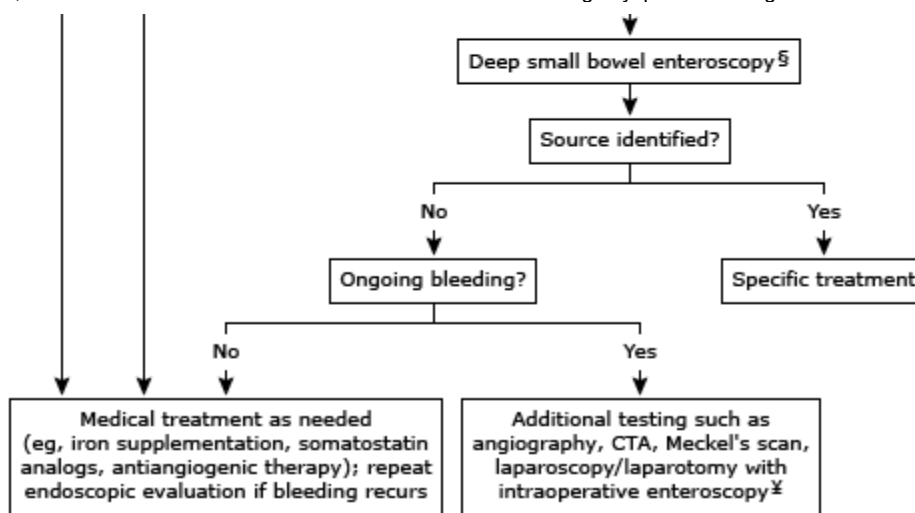 Deep small bowel enteroscopy§
Source identified?
No
Yes
Ongoing bleeding?
Specific treatment
No
Yes
Medical treatment as needed
(eg, iron supplementation, somatostatin
analogs, antiangiogenic therapy); repeat
endoscopic evaluation if bleeding recurs
Additional testing such as
angiography, CTA, Meckel's scan,
laparoscopy/laparotomy with
intraoperative enteroscopy¥